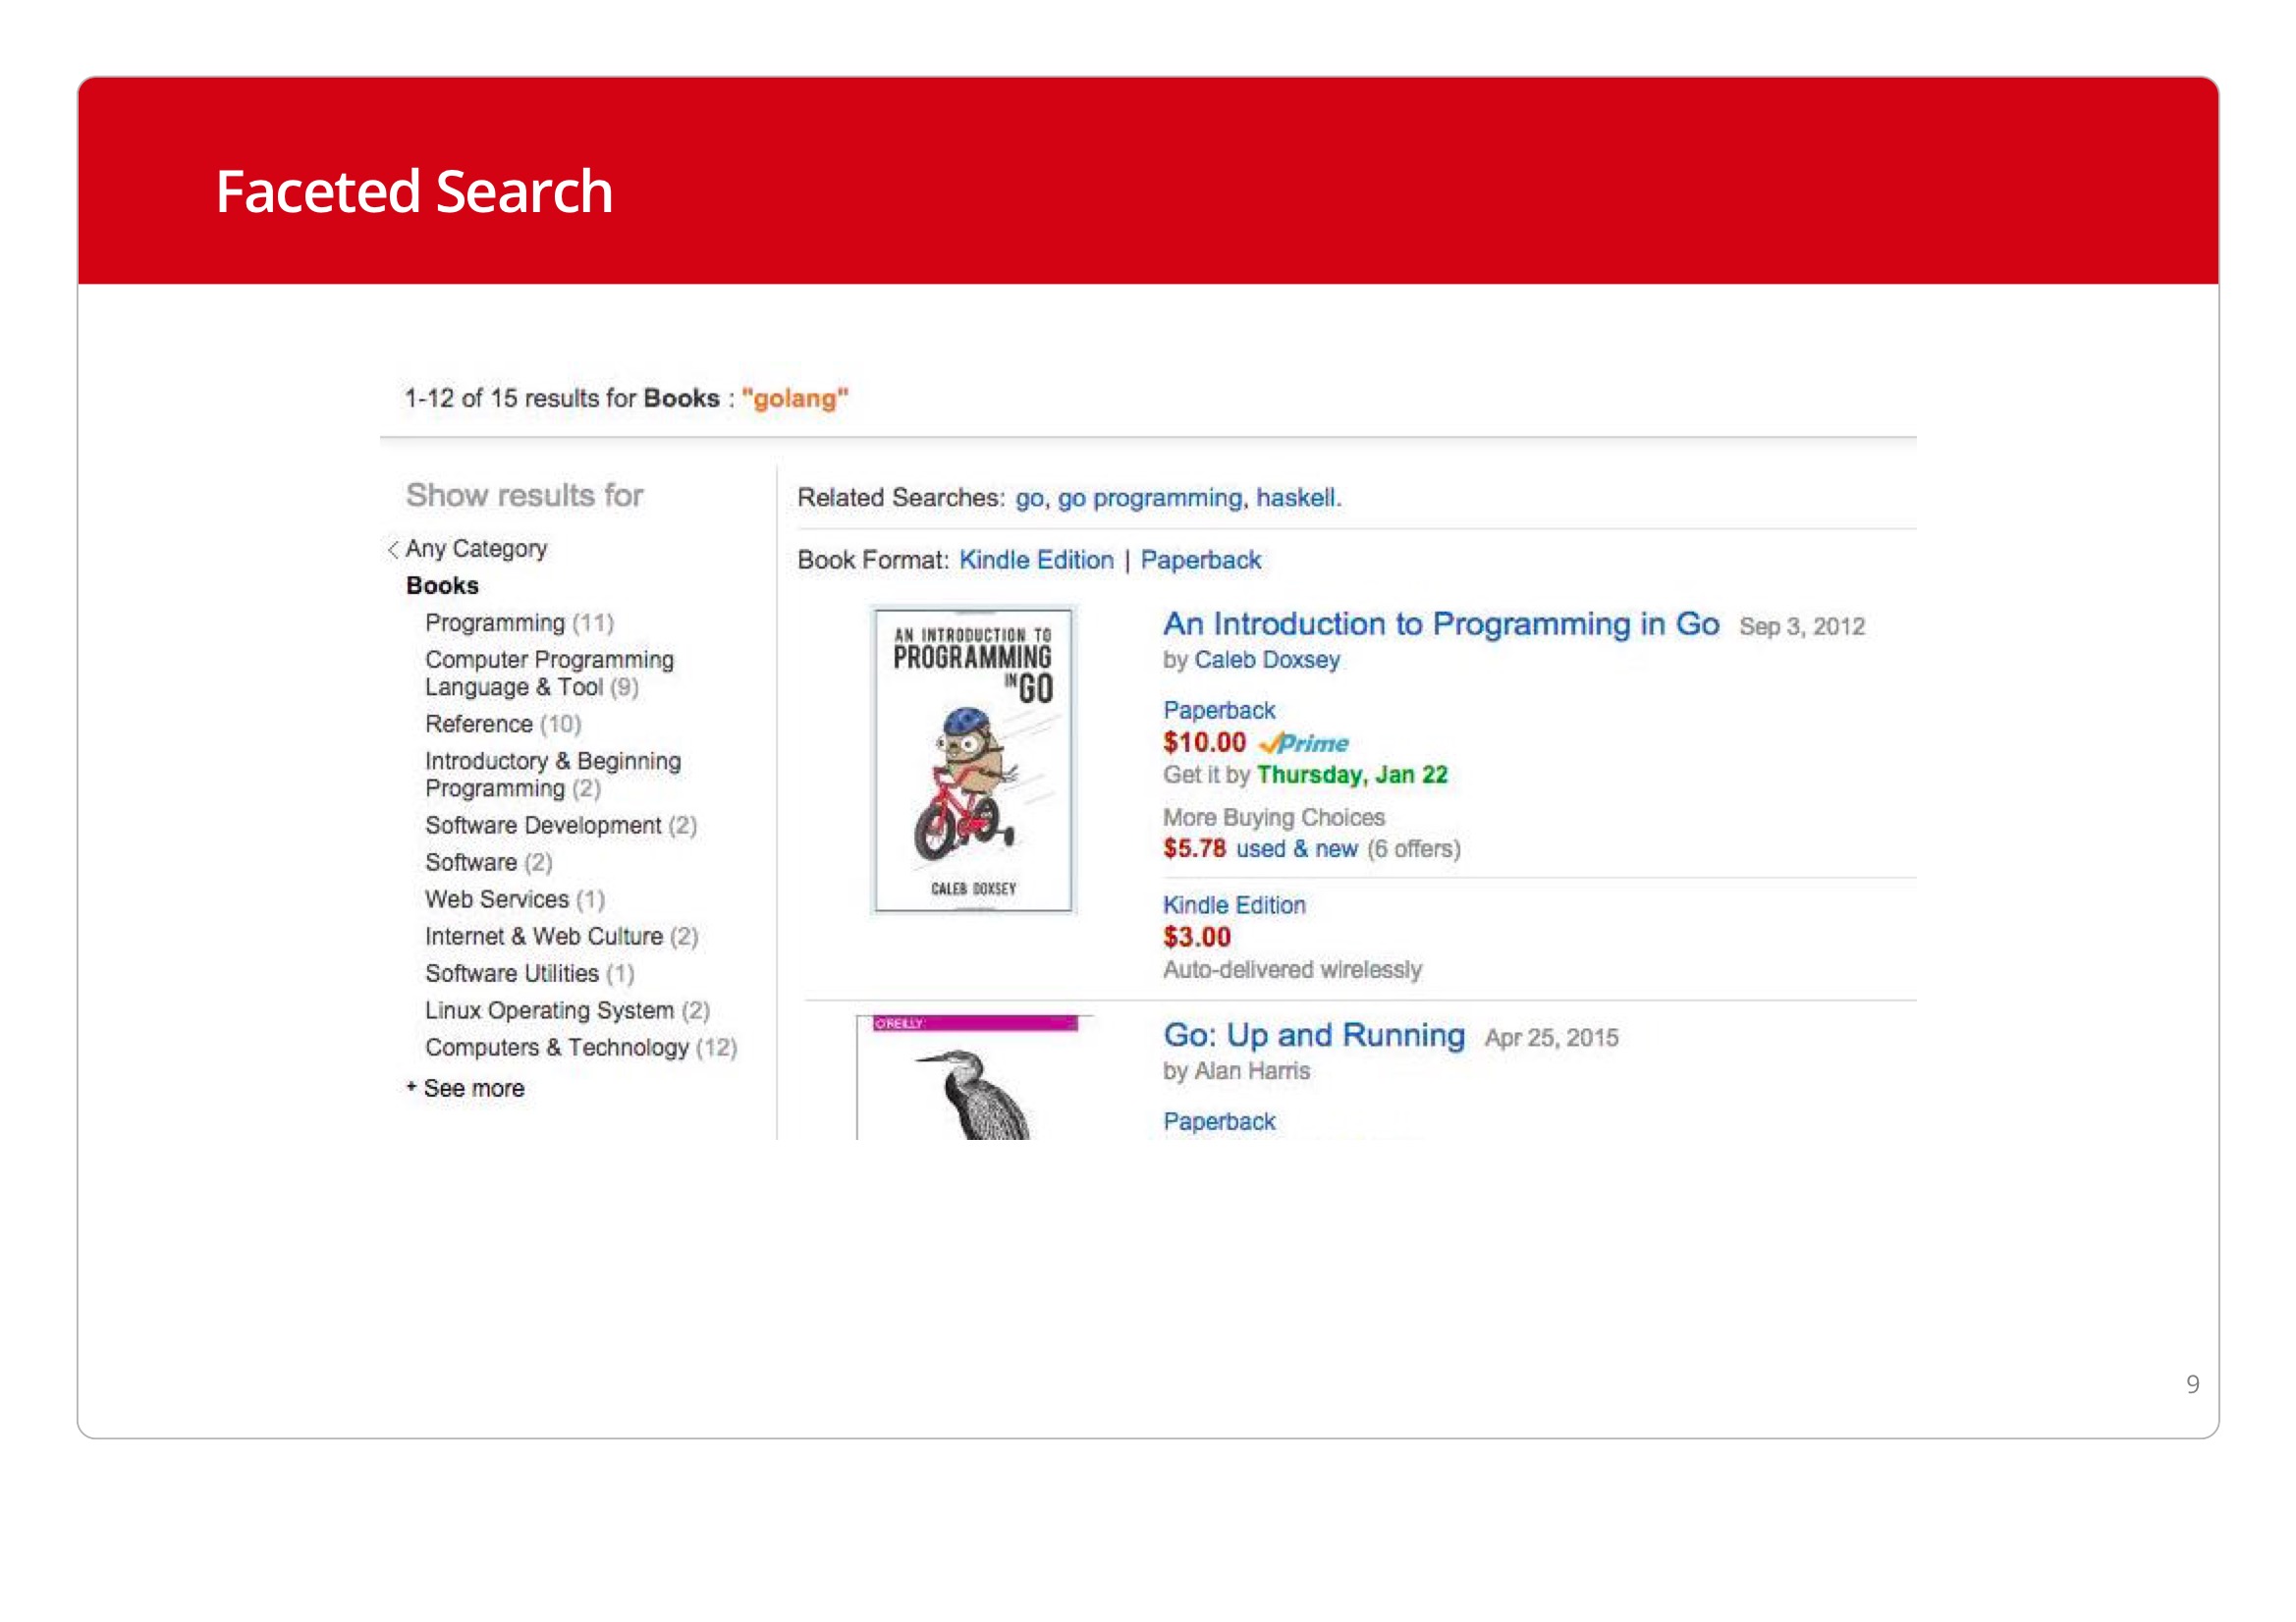 Faceted Search
1-12 of 15 results for Books : "golang"
Show results for
< Any Category
Books
Programming (11)
Computer Programming
Language & Tool (9)
Reference (10)
Introductory & Beginning
Programming (2)
Software Development (2)
Software (2)
Web Services (1)
Internet & Web Culture (2)
Software Utilities (1)
Linux Operating System (2)
Computers & Technology (12)
+ See more
Related Searches: go, go programming, haskell.
Book Format: Kindle Edition | Paperback
AN INTRODUCTION TO
PROGRAMMING
IN GO
CALEB DOXSEY
An Introduction to Programming in Go Sep 3, 2012
by Caleb Doxsey
Paperback
$10.00 Prime
Get it by Thursday, Jan 22
More Buying Choices
$5.78 used & new (6 offers)
Kindle Edition
$3.00
Auto-delivered wirelessly
O'REILLY
Go: Up and Running Apr 25, 2015
by Alan Harris
Paperback
9